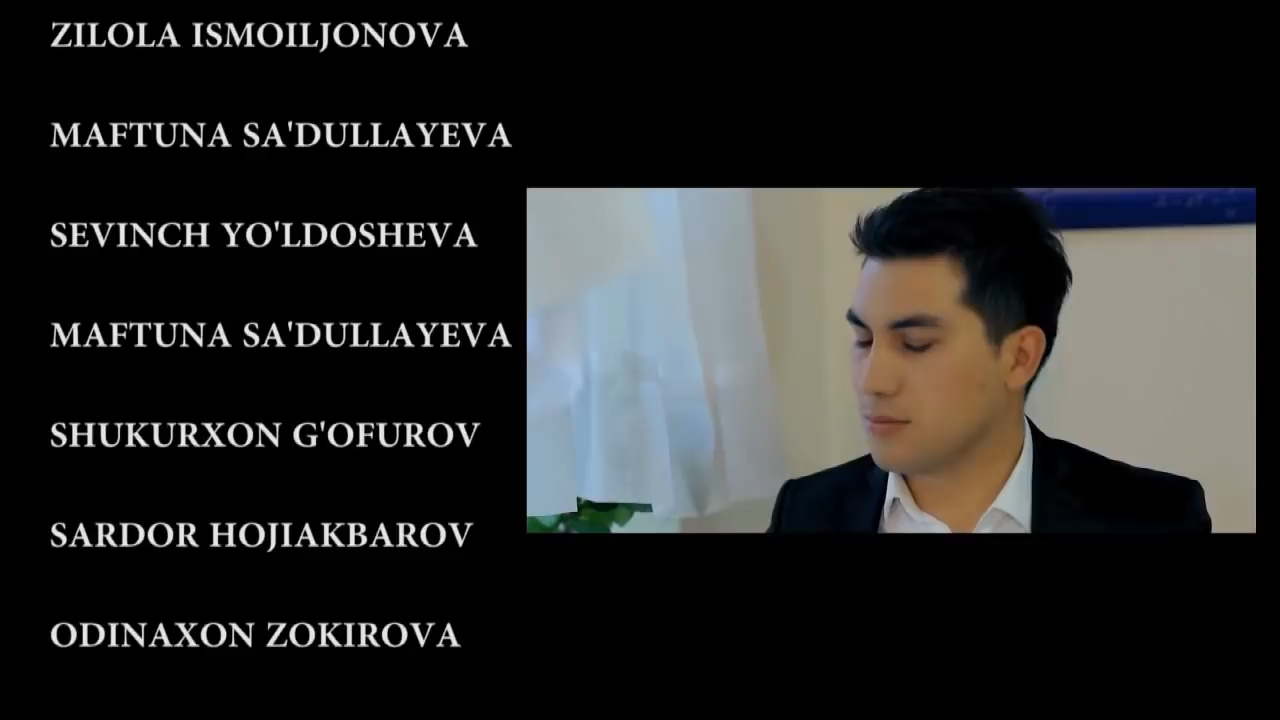 ZILOLA ISMOILJONOVA
MAFTUNA SA'DULLAYEVA
SEVINCH YO'LDOSHEVA
MAFTUNA SA'DULLAYEVA
SHUKURXON G'OFUROV
SARDOR HOJIAKBAROV
ODINAXON ZOKIROVA